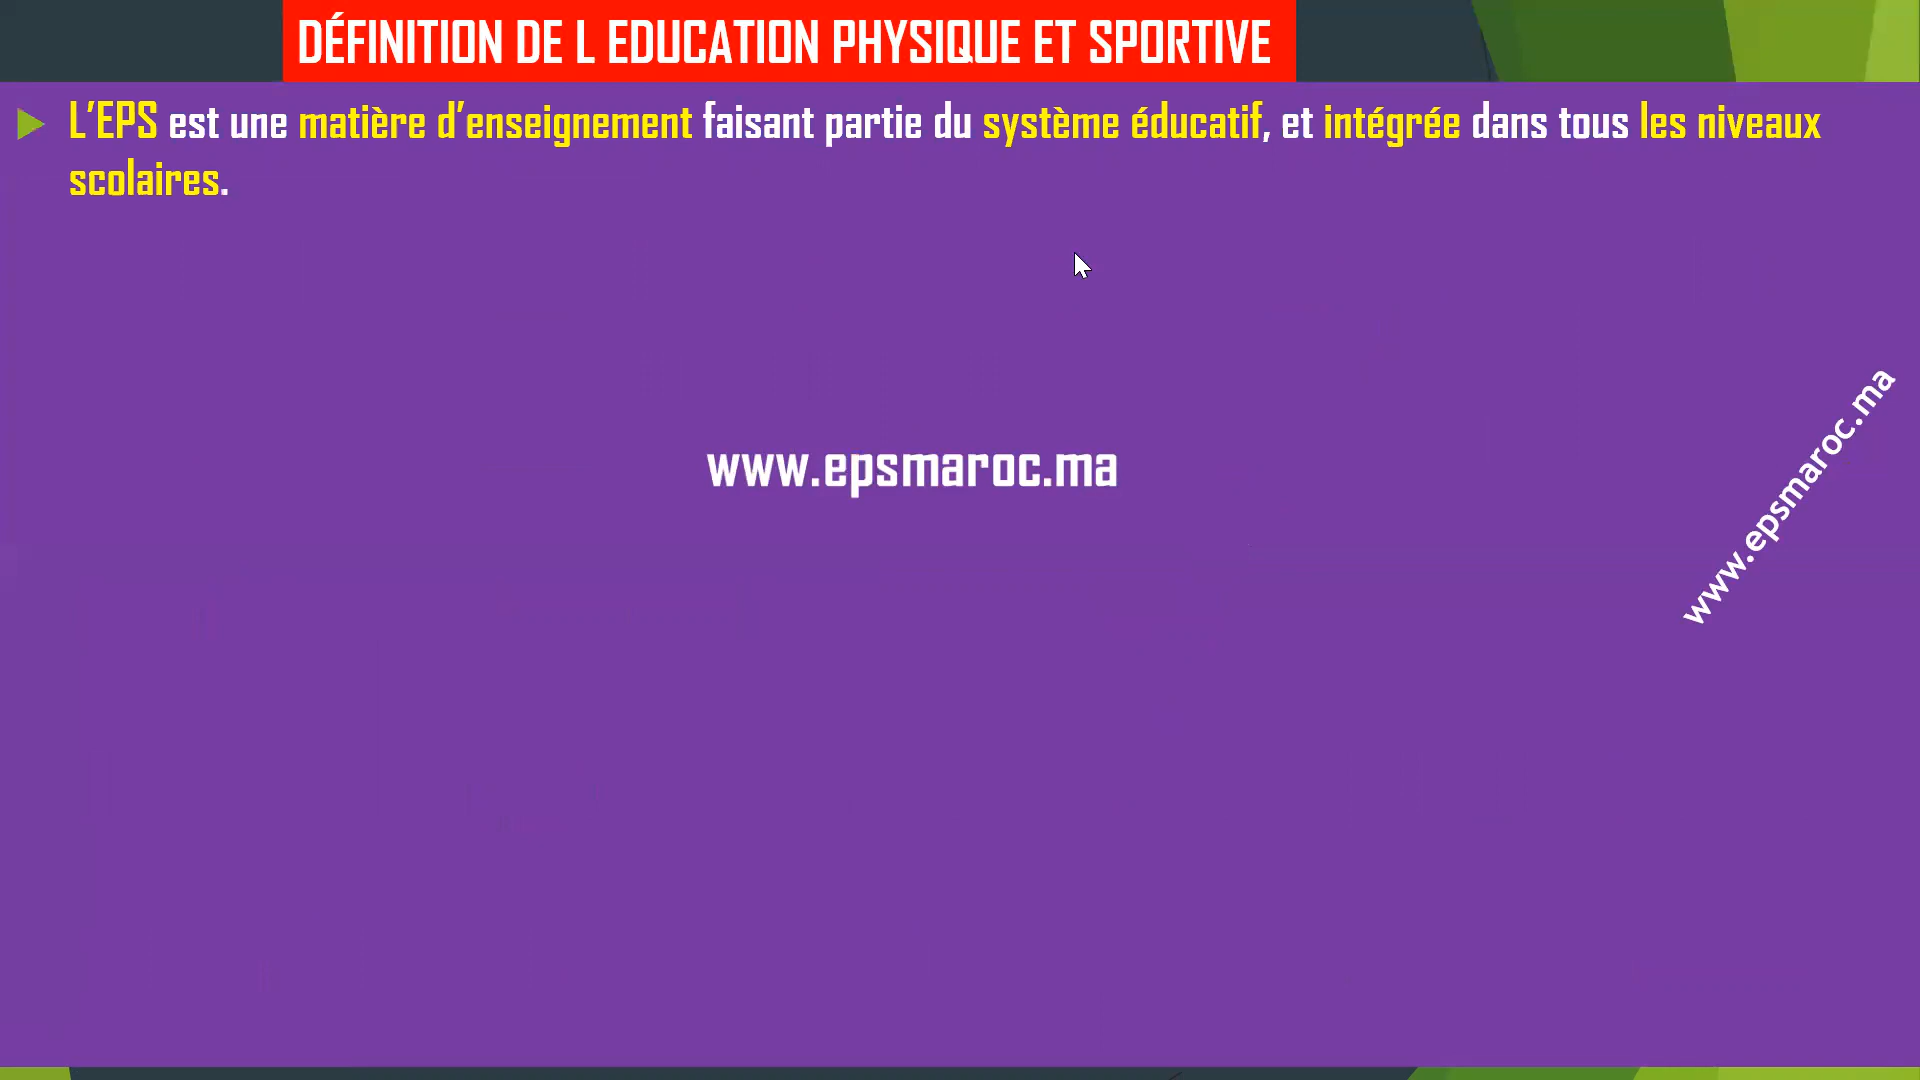 DÉFINITION DE L EDUCATION PHYSIQUE ET SPORTIVE
L’EPS est une matière d’enseignement faisant partie du système éducatif, et intégrée dans tous les niveaux
scolaires.
www.epsmaroc.ma
www.epsmaroc.ma